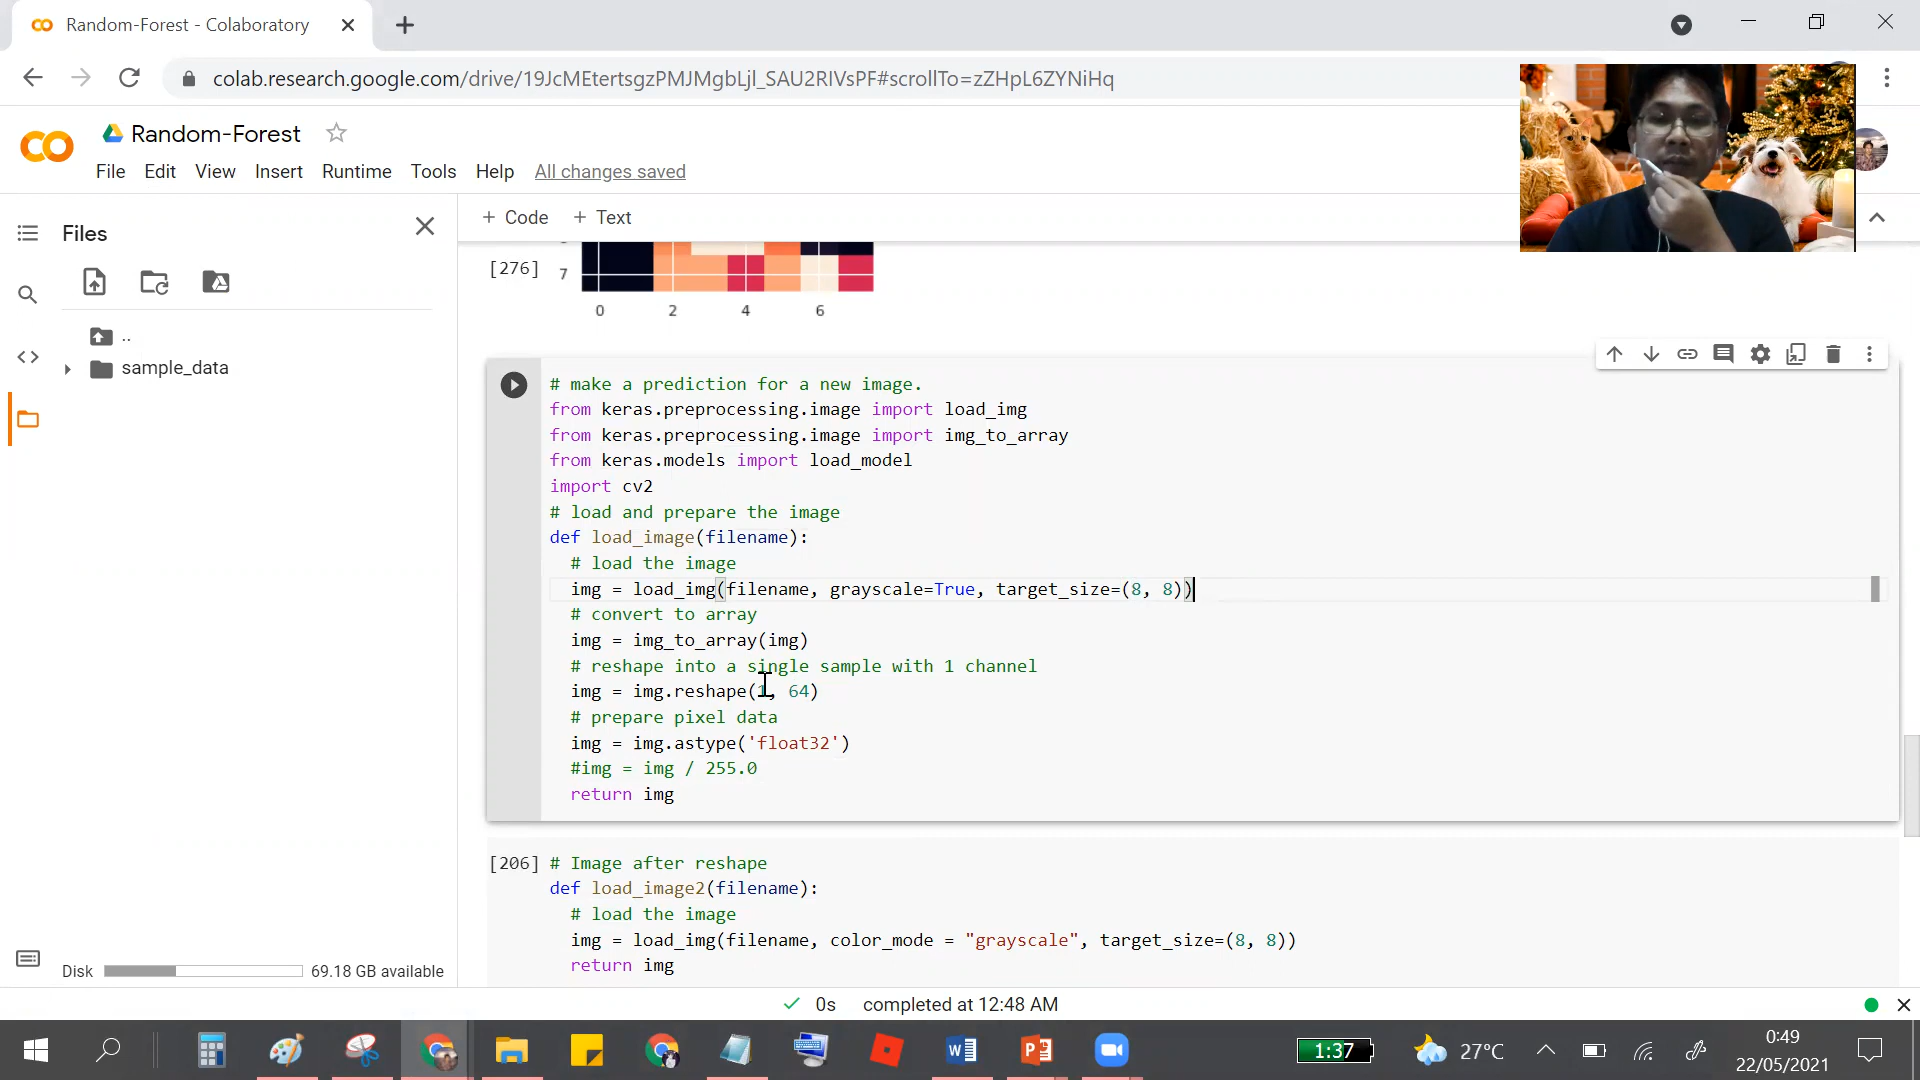 Random-Forest - Colaboratory
colab.research.google.com/drive/19JcMEtertsgzPMJMgbLjl_SAU2RIVsPF#scrollTo=zZHpL6ZYNiHq
Random-Forest
File Edit View Insert Runtime Tools Help All changes saved
Files
..
sample_data
Disk 69.18 GB available
+ Code + Text
[276] 7
0 2 4 6
# make a prediction for a new image.
from keras.preprocessing.image import load_img
from keras.preprocessing.image import img_to_array
from keras.models import load_model
import cv2
# load and prepare the image
def load_image(filename):
# load the image
img = load_img(filename, grayscale=True, target_size=(8, 8))
# convert to array
img = img_to_array(img)
# reshape into a single sample with 1 channel
img = img.reshape(1, 64)
# prepare pixel data
img = img.astype('float32')
#img = img / 255.0
return img
[206] # Image after reshape
def load_image2(filename):
# load the image
img = load_img(filename, color_mode = "grayscale", target_size=(8, 8))
return img
0s completed at 12:48 AM
1:37
27°C
0:49
22/05/2021